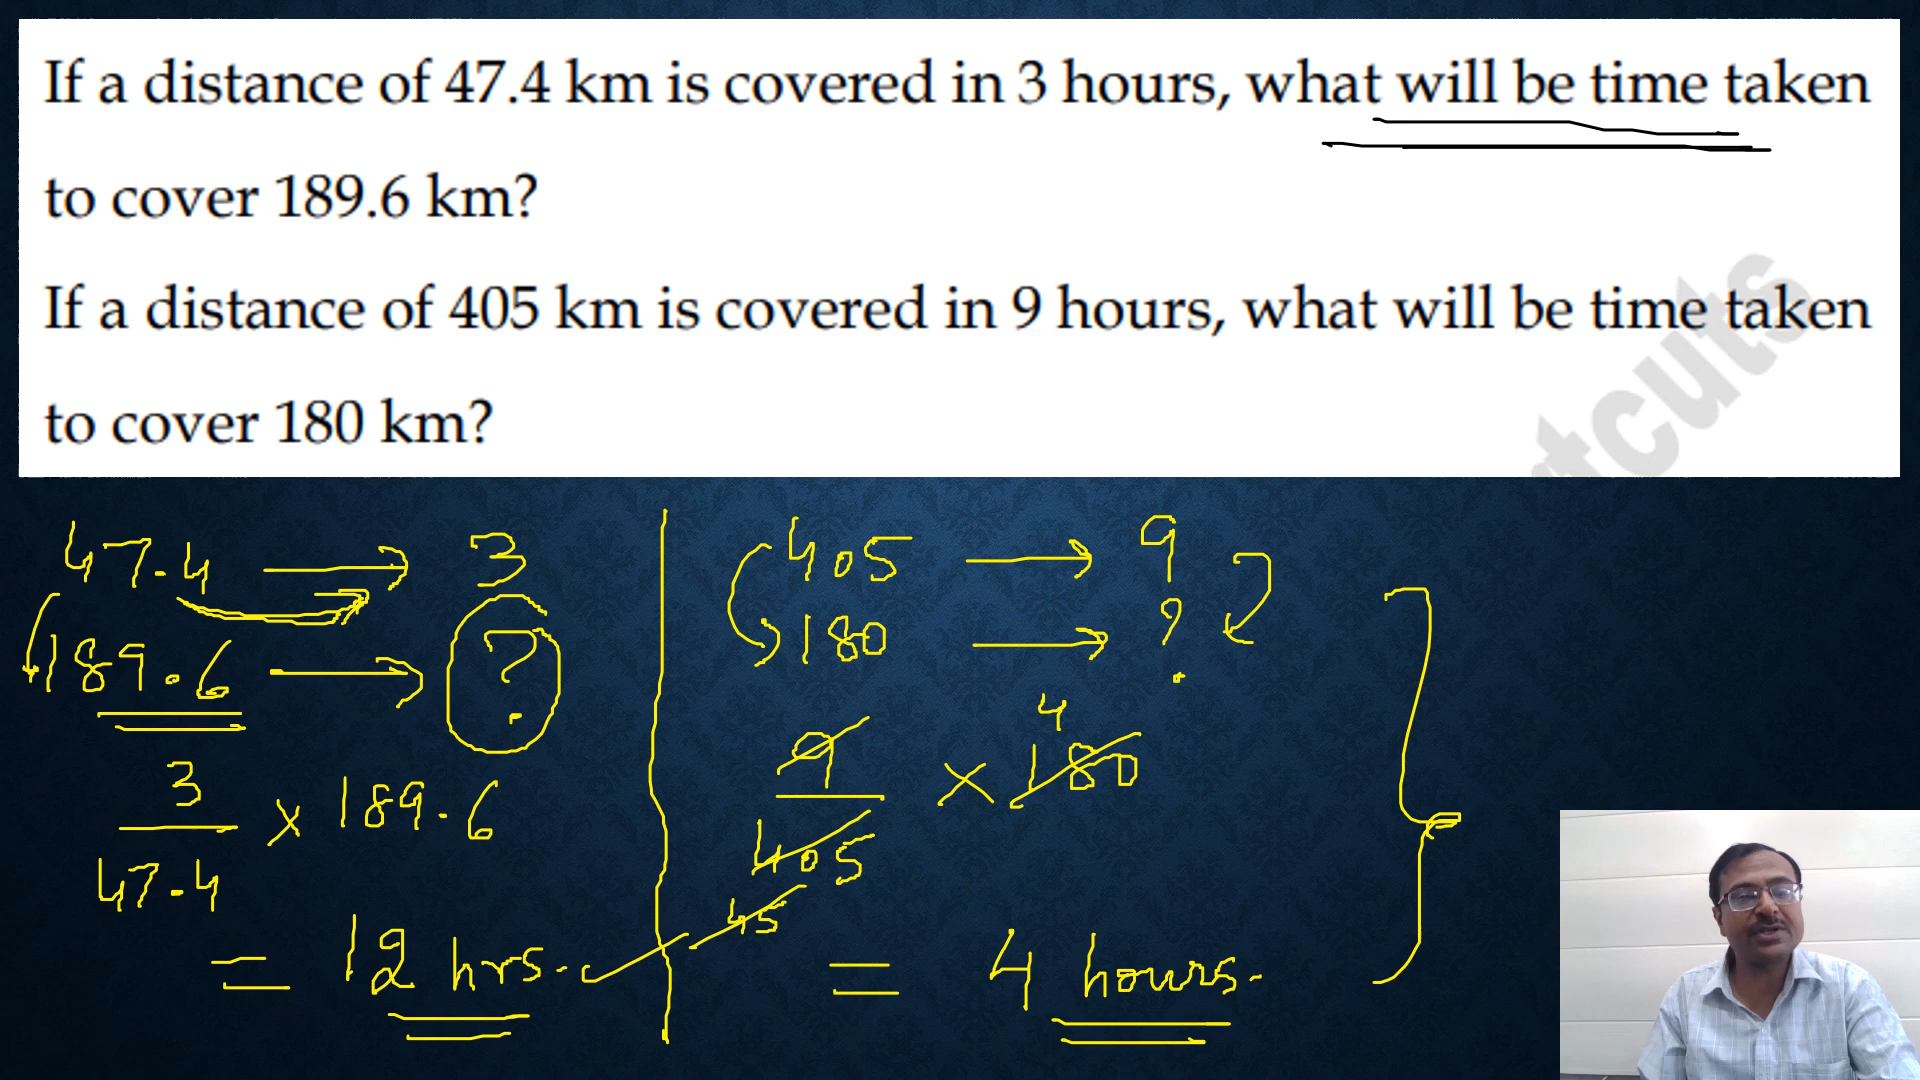 If a distance of 47.4 km is covered in 3 hours, what will be time taken
to cover 189.6 km?
If a distance of 405 km is covered in 9 hours, what will be time taken
to cover 180 km?
tcuts
47.4 → 3
189.6 → ?
3
× 189.6
47.4
= 12 hrs.
405 → 9
180 → ?
4
9 × 180
405
45
= 4 hours.